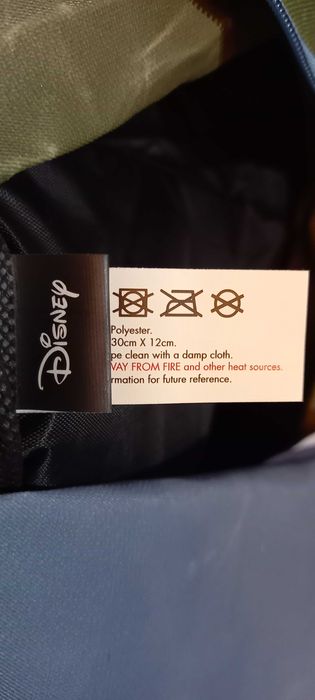 Disney
Polyester.
30cm X 12cm.
pe clean with a damp cloth.
VAY FROM FIRE and other heat sources.
rmation for future reference.